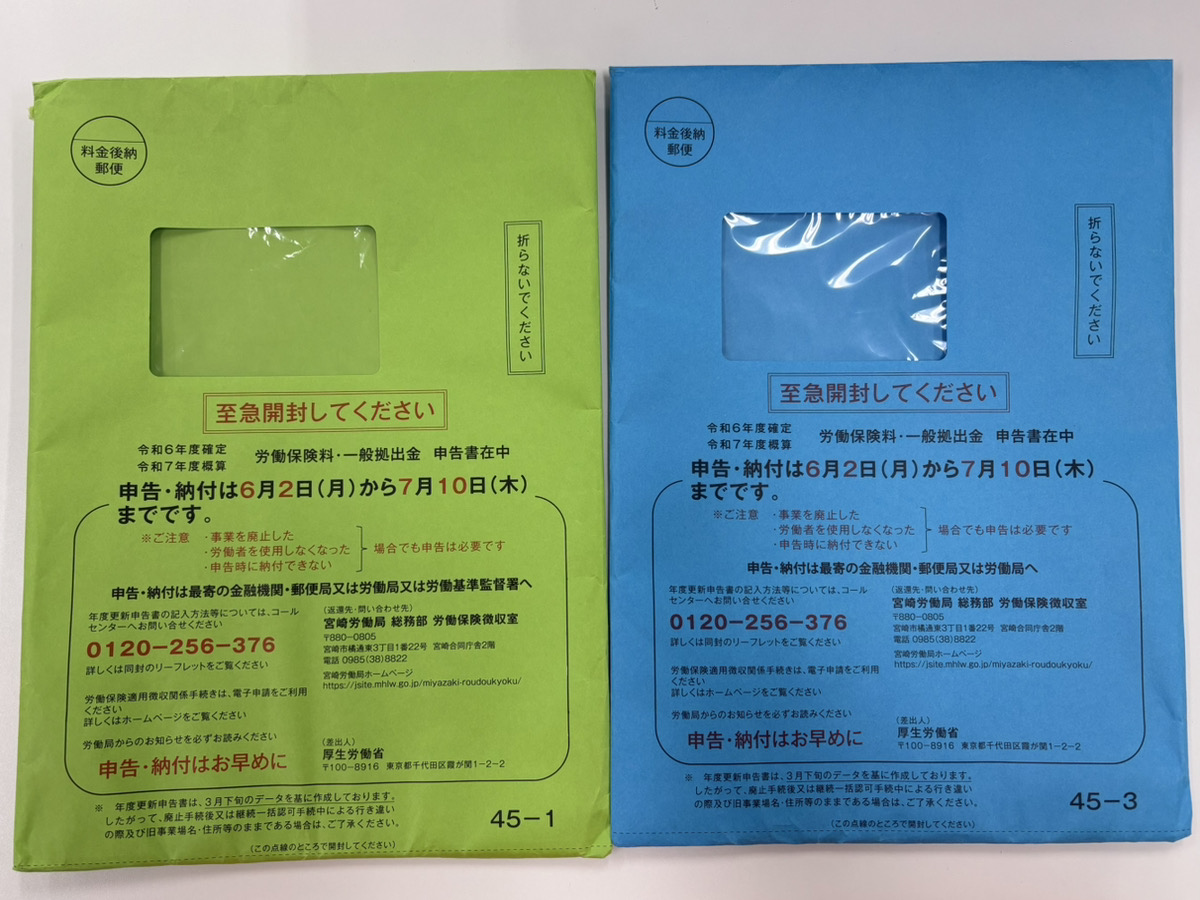 料金後納
郵便
折らないでください
至急開封してください
令和6年度確定
令和7年度概算
労働保険料・一般拠出金 申告書在中
申告・納付は6月2日(月)から7月10日(木)
までです。
※ご注意 ・事業を廃止した
・労働者を使用しなくなった
・申告時に納付できない
場合でも申告は必要です
申告・納付は最寄の金融機関・郵便局又は労働局又は労働基準監督署へ
年度更新申告書の記入方法等については、コール
センターへお問い合せください
0120-256-376
詳しくは同封のリーフレットをご覧ください
労働保険適用徴収関係手続きは、電子申請をご利用
ください
詳しくはホームページをご覧ください
労働局からのお知らせを必ずお読みください
申告・納付はお早めに
(返還先・問い合わせ先)
宮崎労働局 総務部 労働保険徴収室
〒880-0805
宮崎市橘通東3丁目1番22号 宮崎合同庁舎2階
電話 0985(38)8822
宮崎労働局ホームページ
https://jsite.mhlw.go.jp/miyazaki-roudoukyoku/
(差出人)
厚生労働省
〒100-8916 東京都千代田区霞が関1-2-2
※ 年度更新申告書は、3月下旬のデータを基に作成しております。
したがって、廃止手続後又は継続一括認可手続中による行き違い
の際及び旧事業場名・住所等のままである場合は、ご了承ください。
45-1
(この点線のところで開封してください)
料金後納
郵便
折らないでください
至急開封してください
令和6年度確定
令和7年度概算
労働保険料・一般拠出金 申告書在中
申告・納付は6月2日(月)から7月10日(木)
までです。
※ご注意 ・事業を廃止した
・労働者を使用しなくなった
・申告時に納付できない
場合でも申告は必要です
申告・納付は最寄の金融機関・郵便局又は労働局へ
年度更新申告書の記入方法等については、コール
センターへお問い合せください
0120-256-376
詳しくは同封のリーフレットをご覧ください
労働保険適用徴収関係手続きは、電子申請をご利用
ください
詳しくはホームページをご覧ください
労働局からのお知らせを必ずお読みください
申告・納付はお早めに
(返還先・問い合わせ先)
宮崎労働局 総務部 労働保険徴収室
〒880-0805
宮崎市橘通東3丁目1番22号 宮崎合同庁舎2階
電話 0985(38)8822
宮崎労働局ホームページ
https://jsite.mhlw.go.jp/miyazaki-roudoukyoku/
(差出人)
厚生労働省
〒100-8916 東京都千代田区霞が関1-2-2
※ 年度更新申告書は、3月下旬のデータを基に作成しております。
したがって、廃止手続後又は継続一括認可手続中による行き違い
の際及び旧事業場名・住所等のままである場合は、ご了承ください。
45-3
(この点線のところで開封してください)